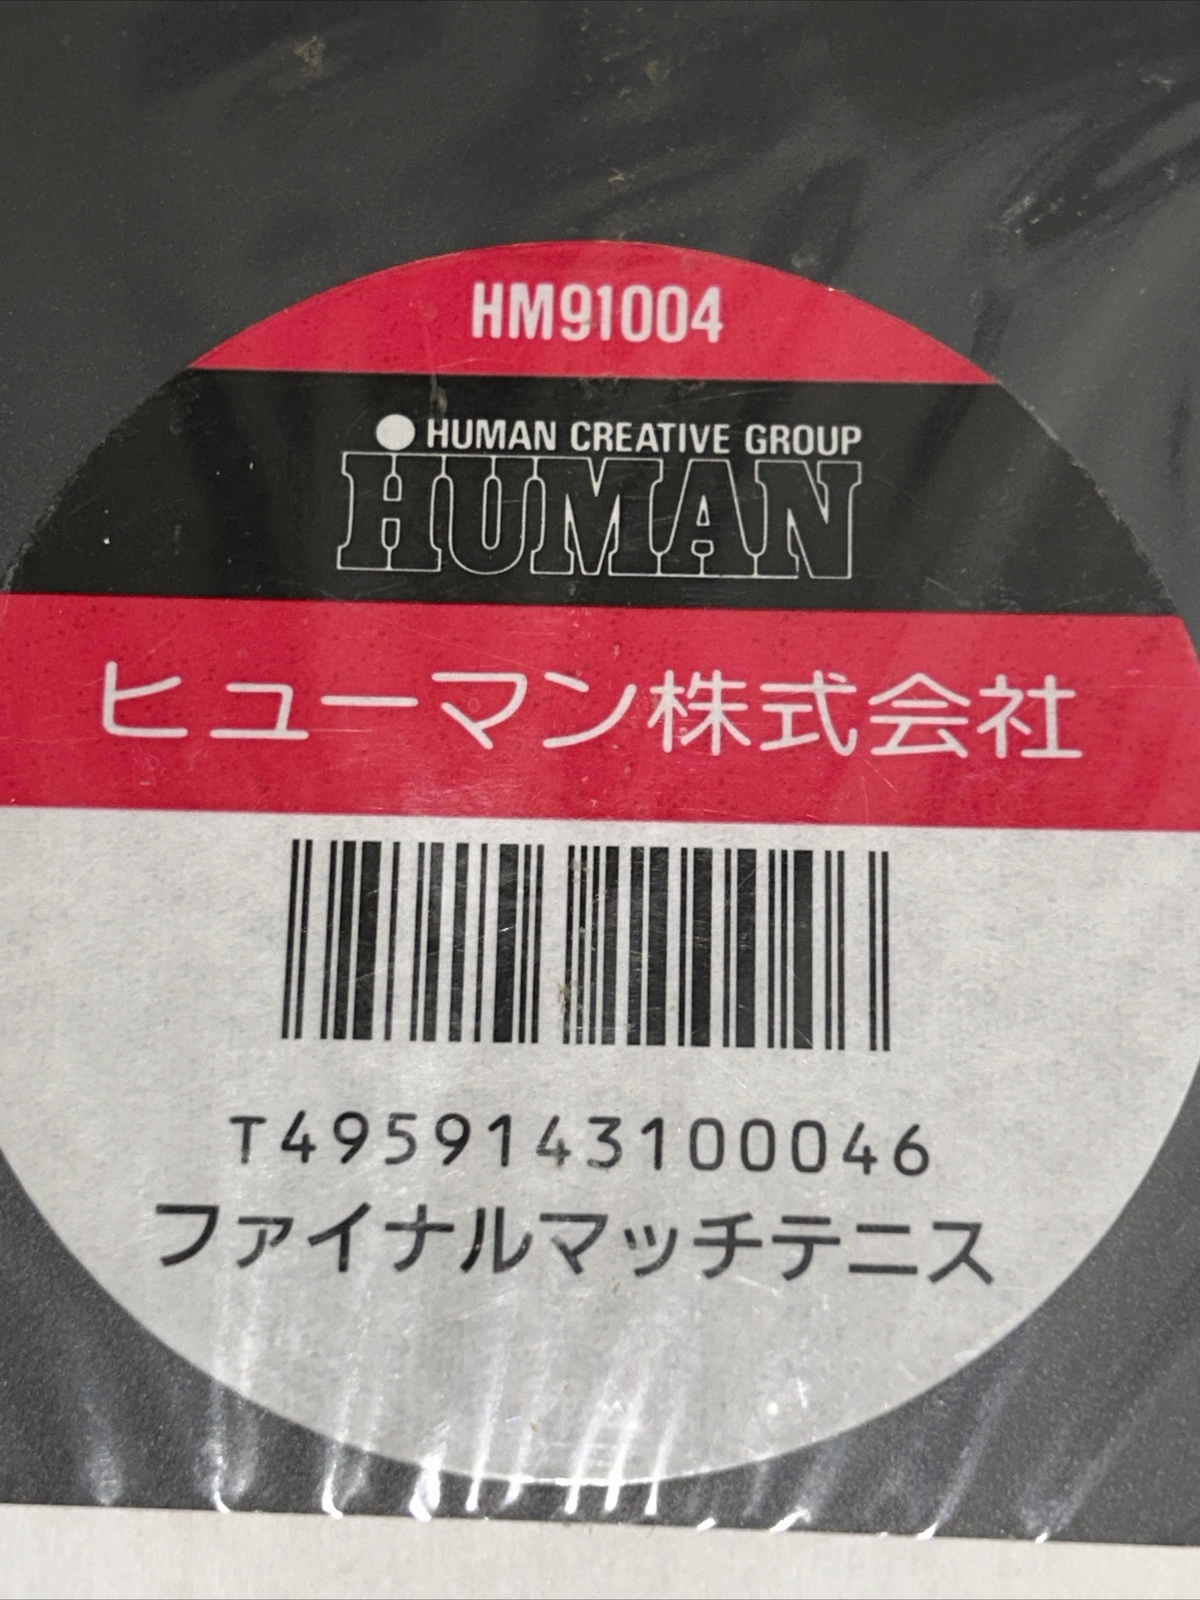 HM91004
HUMAN CREATIVE GROUP
HUMAN
ヒューマン株式会社
T4959143100046
ファイナルマッチテニス